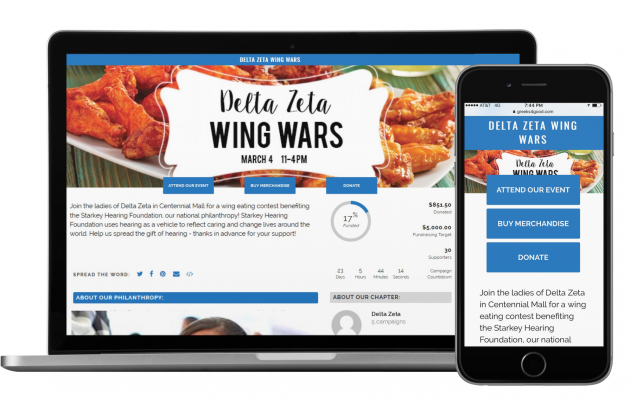 DELTA ZETA WING WARS
Delta Zeta
WING WARS
MARCH 4 11-4PM
ATTEND OUR EVENT
BUY MERCHANDISE
DONATE
Join the ladies of Delta Zeta in Centennial Mall for a wing eating contest benefiting
the Starkey Hearing Foundation, our national philanthropy! Starkey Hearing
Foundation uses hearing as a vehicle to reflect caring and change lives around the
world. Help us spread the gift of hearing - thanks in advance for your support!
17%
Funded
$851.50
Donated
$5,000.00
Fundraising Target
30
Supporters
23 5 44 14 Campaign
Days Hours Minutes Seconds Countdown
SPREAD THE WORD:
ABOUT OUR PHILANTHROPY:
ABOUT OUR CHAPTER:
Delta Zeta
5 campaigns
AT&T 4G 7:44 PM
greeks4good.com
DELTA ZETA WING
WARS
Delta Zeta
WING WARS
ATTEND OUR EVENT
BUY MERCHANDISE
DONATE
Join the ladies of Delta Zeta
in Centennial Mall for a wing
eating contest benefiting
the Starkey Hearing
Foundation, our national